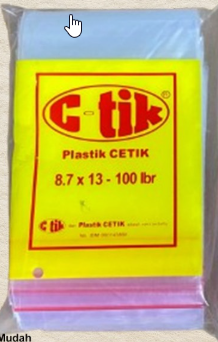 C-tik®
Plastik CETIK
8.7 x 13 - 100 lbr
C-tik Plastik CETIK
Mudah